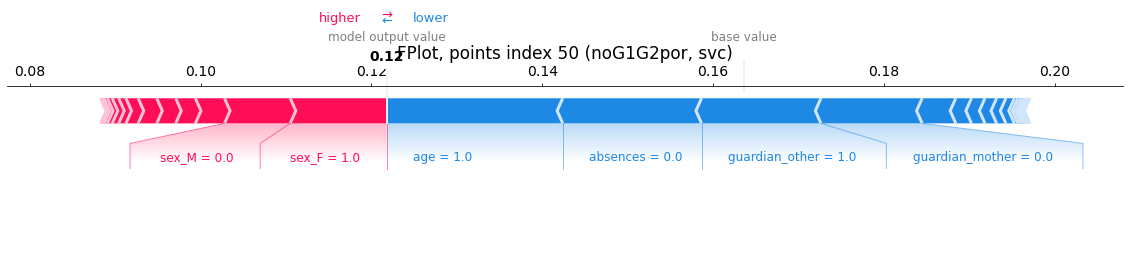 higher ⇄ lower
model output value base value
0.12
FPlot, points index 50 (noG1G2por, svc)
0.08 0.10 0.12 0.14 0.16 0.18 0.20
sex_M = 0.0 sex_F = 1.0 age = 1.0 absences = 0.0 guardian_other = 1.0 guardian_mother = 0.0